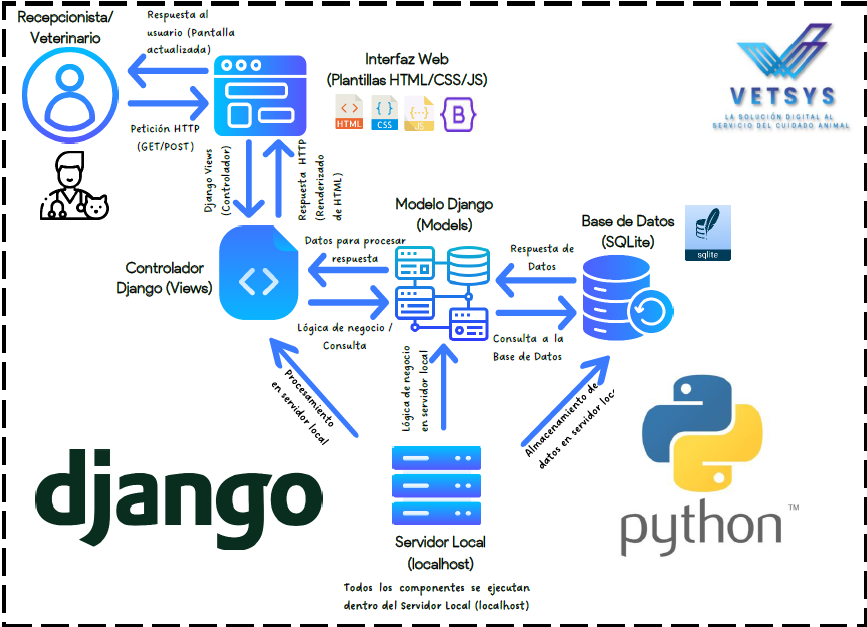 Recepcionista/
Veterinario
Respuesta al
usuario (Pantalla
actualizada)
Petición HTTP
(GET/POST)
Interfaz Web
(Plantillas HTML/CSS/JS)
HTML
CSS
JS
B
VETSYS
LA SOLUCIÓN DIGITAL AL
SERVICIO DEL CUIDADO ANIMAL
Django Views
(Controlador)
Respuesta HTTP
(Renderizado
de HTML)
Controlador
Django (Views)
Datos para procesar
respuesta
Lógica de negocio /
Consulta
Modelo Django
(Models)
Respuesta de
Datos
Consulta a la
Base de Datos
Base de Datos
(SQLite)
sqlite
Procesamiento
en servidor local
Lógica de negocio
en servidor local
Almacenamiento de
datos en servidor loc
django
Servidor Local
(localhost)
Todos los componentes se ejecutan
dentro del Servidor Local (localhost)
python™